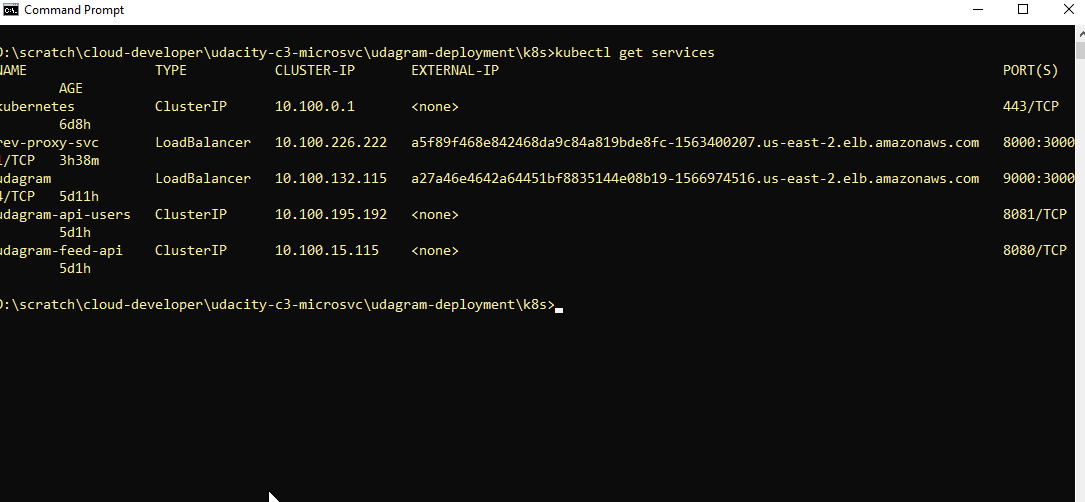 Command Prompt
D:\scratch\cloud-developer\udacity-c3-microsvc\udagram-deployment\k8s>kubectl get services
NAME TYPE CLUSTER-IP EXTERNAL-IP PORT(S)
AGE
kubernetes ClusterIP 10.100.0.1 <none> 443/TCP
6d8h
rev-proxy-svc LoadBalancer 10.100.226.222 a5f89f468e842468da9c84a819bde8fc-1563400207.us-east-2.elb.amazonaws.com 8000:3000
1/TCP 3h38m
udagram LoadBalancer 10.100.132.115 a27a46e4642a64451bf8835144e08b19-1566974516.us-east-2.elb.amazonaws.com 9000:3000
4/TCP 5d11h
udagram-api-users ClusterIP 10.100.195.192 <none> 8081/TCP
5d1h
udagram-feed-api ClusterIP 10.100.15.115 <none> 8080/TCP
5d1h
D:\scratch\cloud-developer\udacity-c3-microsvc\udagram-deployment\k8s>